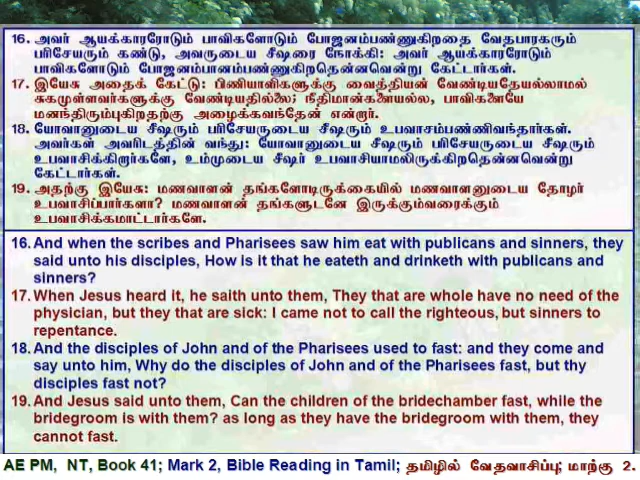 16. அவர் ஆயக்காரரோடும் பாவிகளோடும் போஜனம்பண்ணுகிறதை வேதபாரகரும்
பரிசேயரும் கண்டு, அவருடைய சீஷரை நோக்கி: அவர் ஆயக்காரரோடும்
பாவிகளோடும் போஜனம்பானம்பண்ணுகிறதென்னவென்று கேட்டார்கள்.
17. இயேசு அதைக் கேட்டு: பிணியாளிகளுக்கு வைத்தியன் வேண்டியதேயல்லாமல்
சுகமுள்ளவர்களுக்கு வேண்டியதில்லை; நீதிமான்களையல்ல, பாவிகளையே
மனந்திரும்புகிறதற்கு அழைக்கவந்தேன் என்றார்.
18. யோவானுடைய சீஷரும் பரிசேயருடைய சீஷரும் உபவாசம்பண்ணிவந்தார்கள்.
அவர்கள் அவரிடத்தின் வந்து: யோவானுடைய சீஷரும் பரிசேயருடைய சீஷரும்
உபவாசிக்கிறார்களே, உம்முடைய சீஷர் உபவாசியாமலிருக்கிறதென்னவென்று
கேட்டார்கள்.
19. அதற்கு இயேசு: மணவாளன் தங்களோடிருக்கையில் மணவாளனுடைய தோழர்
உபவாசிப்பார்களா? மணவாளன் தங்களுடனே இருக்கும்வரைக்கும்
உபவாசிக்கமாட்டார்களே.
16. And when the scribes and Pharisees saw him eat with publicans and sinners, they
said unto his disciples, How is it that he eateth and drinketh with publicans and
sinners?
17. When Jesus heard it, he saith unto them, They that are whole have no need of the
physician, but they that are sick: I came not to call the righteous, but sinners to
repentance.
18. And the disciples of John and of the Pharisees used to fast: and they come and
say unto him, Why do the disciples of John and of the Pharisees fast, but thy
disciples fast not?
19. And Jesus said unto them, Can the children of the bridechamber fast, while the
bridegroom is with them? as long as they have the bridegroom with them, they
cannot fast.
AE PM, NT, Book 41; Mark 2, Bible Reading in Tamil; தமிழில் வேதவாசிப்பு; மாற்கு 2.